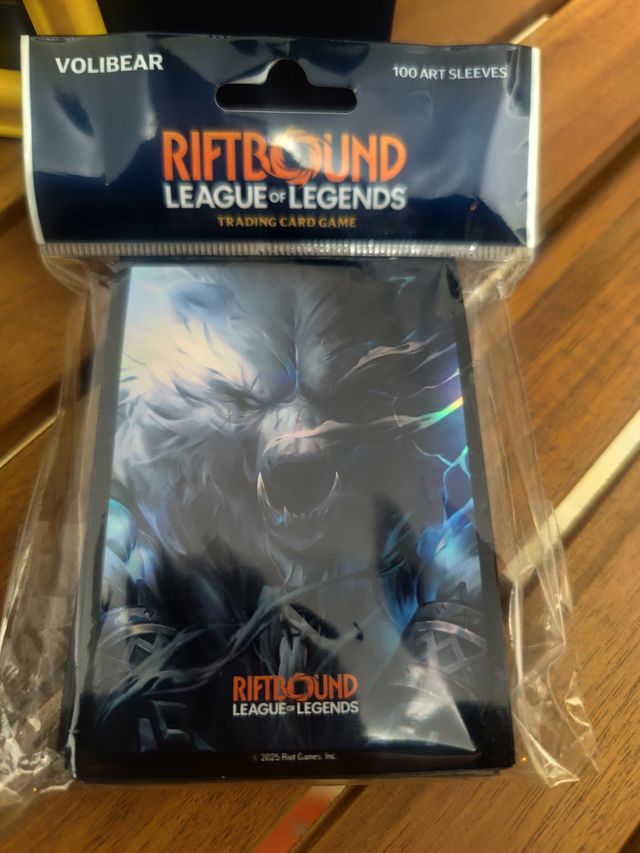 VOLIBEAR
100 ART SLEEVES
RIFTBOUND
LEAGUE OF LEGENDS
TRADING CARD GAME
RIFTBOUND
LEAGUE OF LEGENDS
© 2025 Riot Games, Inc.